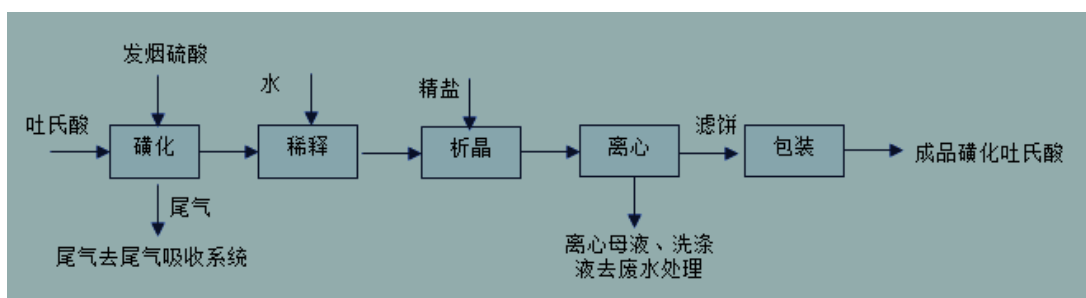 发烟硫酸
水
精盐
吐氏酸
磺化
稀释
析晶
离心
滤饼
包装
成品磺化吐氏酸
尾气
尾气去尾气吸收系统
离心母液、洗涤
液去废水处理